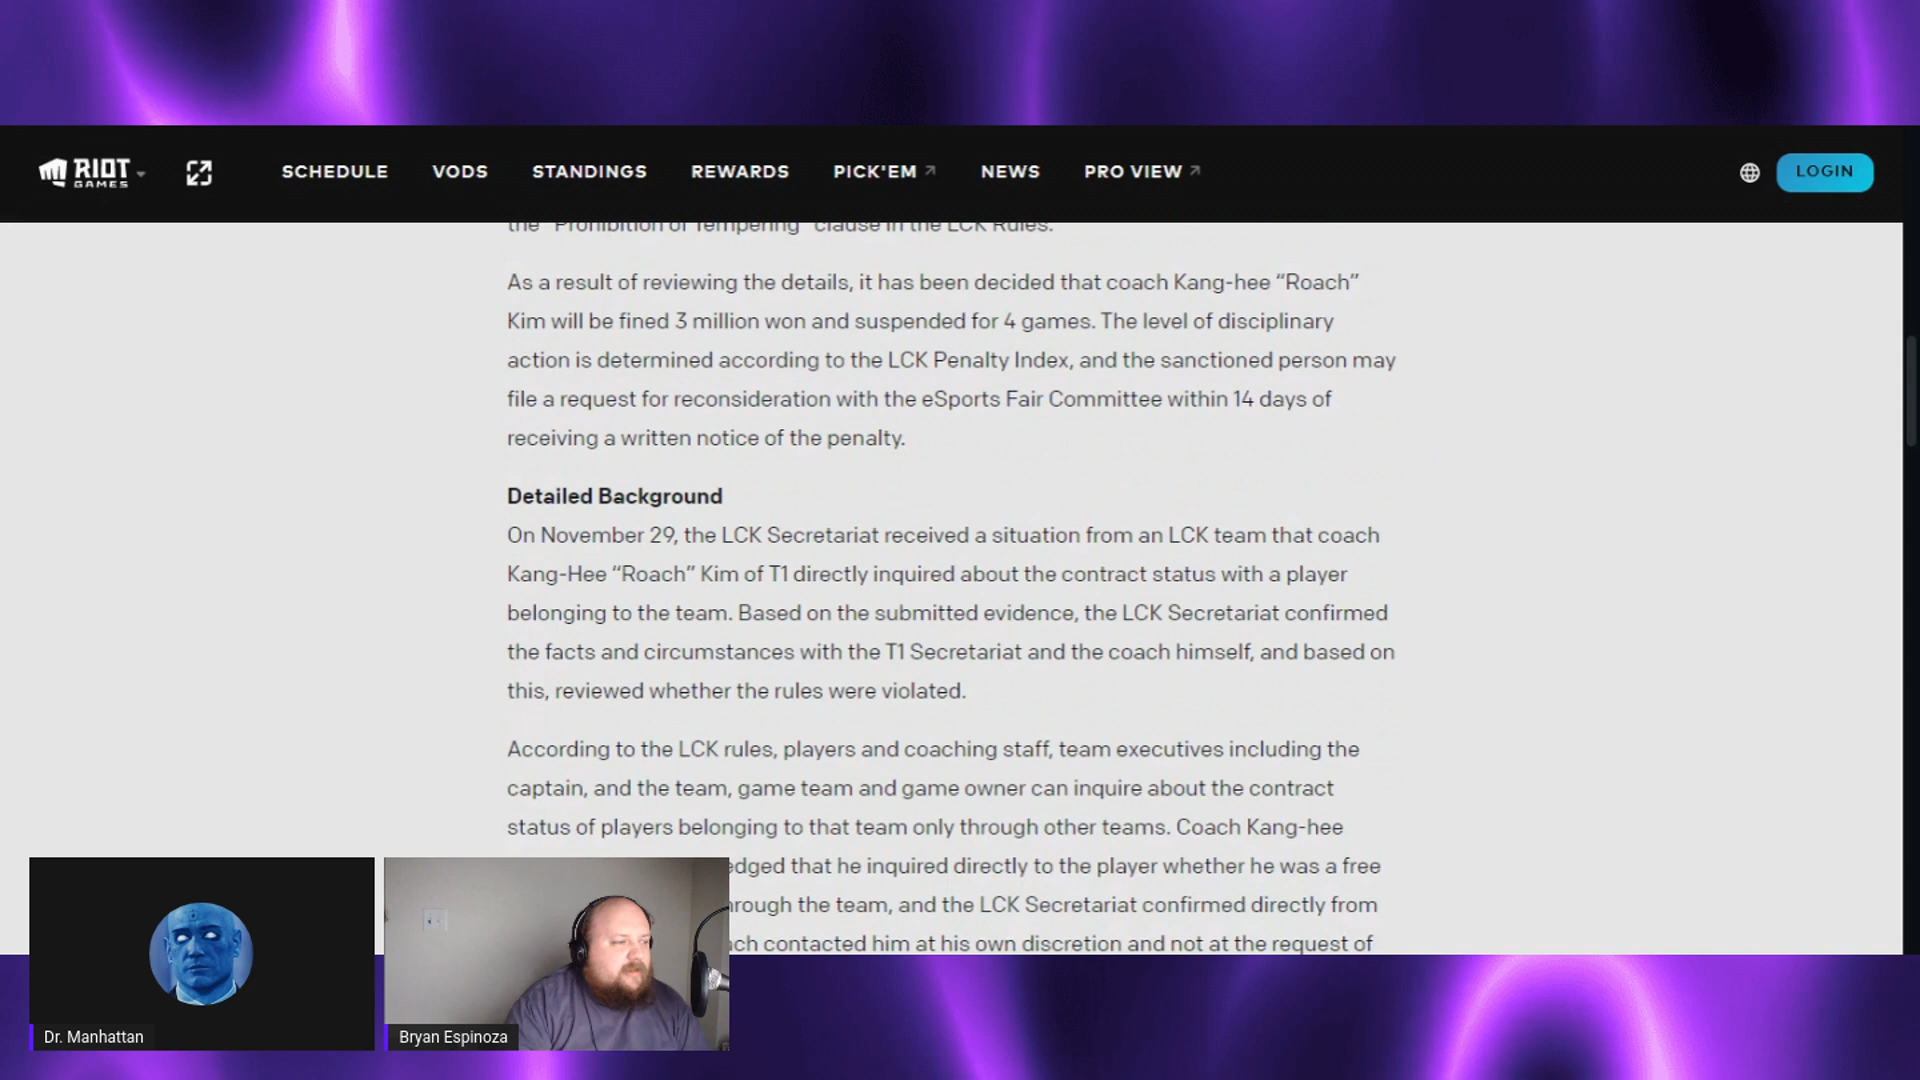 RIOT
GAMES
SCHEDULE
VODS
STANDINGS
REWARDS
PICK'EM
NEWS
PRO VIEW
LOGIN
the “Prohibition of Tempering” clause in the LCK Rules.
As a result of reviewing the details, it has been decided that coach Kang-hee “Roach”
Kim will be fined 3 million won and suspended for 4 games. The level of disciplinary
action is determined according to the LCK Penalty Index, and the sanctioned person may
file a request for reconsideration with the eSports Fair Committee within 14 days of
receiving a written notice of the penalty.
Detailed Background
On November 29, the LCK Secretariat received a situation from an LCK team that coach
Kang-Hee “Roach” Kim of T1 directly inquired about the contract status with a player
belonging to the team. Based on the submitted evidence, the LCK Secretariat confirmed
the facts and circumstances with the T1 Secretariat and the coach himself, and based on
this, reviewed whether the rules were violated.
According to the LCK rules, players and coaching staff, team executives including the
captain, and the team, game team and game owner can inquire about the contract
status of players belonging to that team only through other teams. Coach Kang-hee
edged that he inquired directly to the player whether he was a free
hrough the team, and the LCK Secretariat confirmed directly from
ch contacted him at his own discretion and not at the request of
Dr. Manhattan
Bryan Espinoza